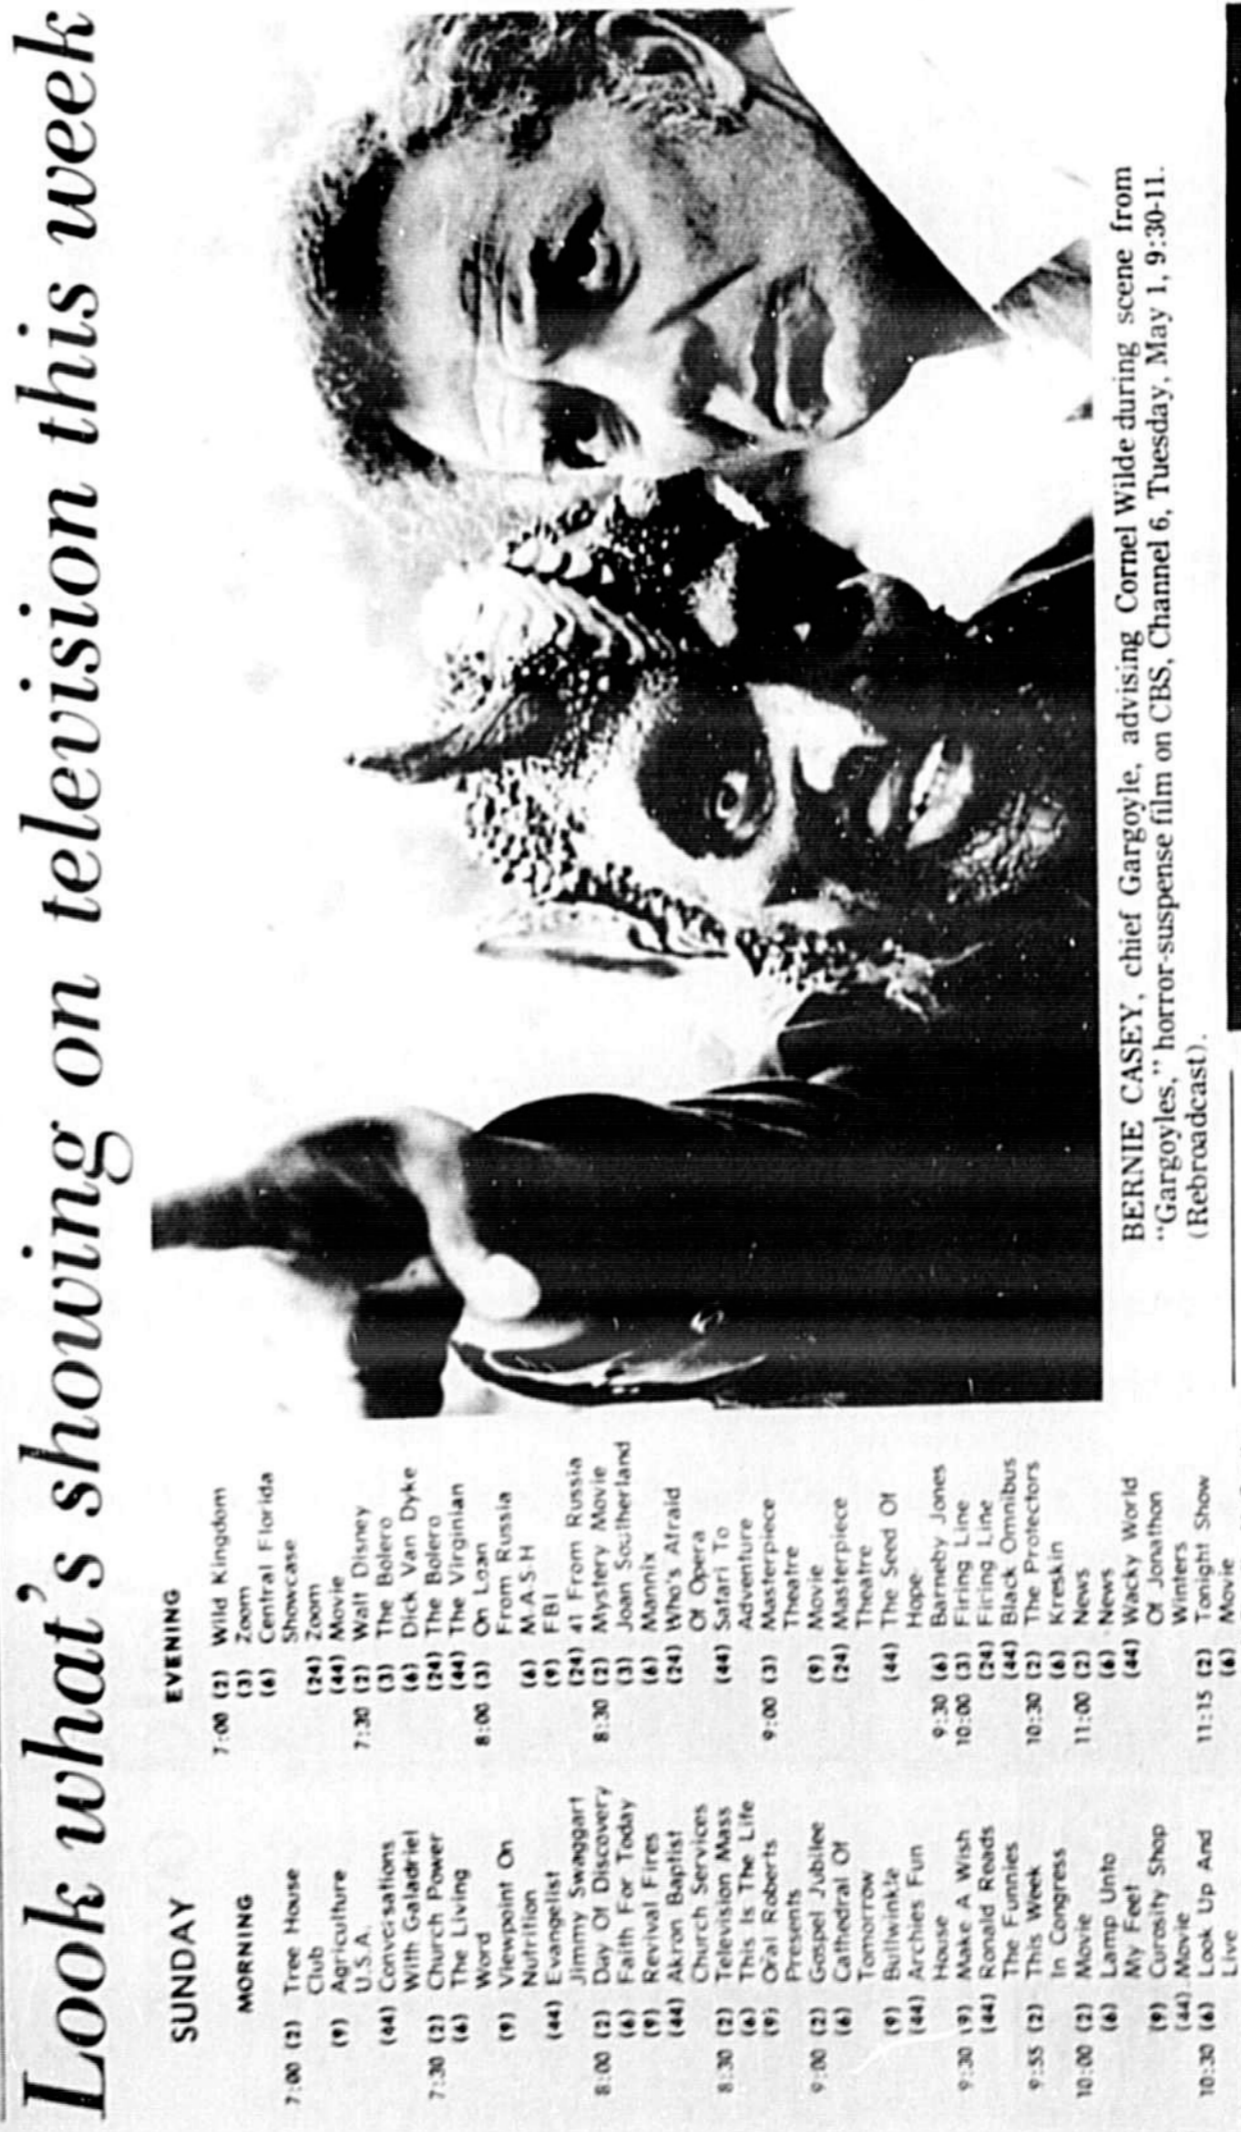 Look what's showing on television this week
SUNDAY
MORNING
7:00 (2) Tree House
Club
(9) Agriculture
U.S.A.
(44) Conversations
With Galadriel
7:30 (2) Church Power
(6) The Living
Word
(9) Viewpoint On
Nutrition
(44) Evangelist
Jimmy Swaggart
8:00 (2) Day Of Discovery
(6) Faith For Today
(9) Revival Fires
(44) Akron Baptist
Church Services
8:30 (2) Television Mass
(6) This Is The Life
(9) Oral Roberts
Presents
9:00 (2) Gospel Jubilee
(6) Cathedral Of
Tomorrow
(9) Bullwinkle
(44) Archies Fun
House
9:30 (9) Make A Wish
(44) Ronald Reads
The Funnies
9:55 (2) This Week
In Congress
10:00 (2) Movie
(6) Lamp Unto
My Feet
(9) Curosity Shop
(44) Movie
10:30 (6) Look Up And
Live
EVENING
7:00 (2) Wild Kingdom
(3) Zoom
(6) Central Florida
Showcase
(24) Zoom
(44) Movie
7:30 (2) Walt Disney
(3) The Bolero
(6) Dick Van Dyke
(24) The Bolero
(44) The Virginian
8:00 (3) On Loan
From Russia
(6) M-A-S-H
(9) FBI
(24) 41 From Russia
8:30 (2) Mystery Movie
(3) Joan Southerland
(6) Mannix
(24) Who's Afraid
Of Opera
(44) Safari To
Adventure
9:00 (3) Masterpiece
Theatre
(9) Movie
(24) Masterpiece
Theatre
(44) The Seed Of
Hope
9:30 (6) Barneby Jones
10:00 (3) Firing Line
(24) Firing Line
(44) Black Omnibus
10:30 (2) The Protectors
(6) Kreskin
11:00 (2) News
(6) News
(44) Wacky World
Of Jonathon
Winters
11:15 (2) Tonight Show
(6) Movie
BERNIE CASEY, chief Gargoyle, advising Cornel Wilde during scene from
"Gargoyles," horror-suspense film on CBS, Channel 6, Tuesday, May 1, 9:30-11.
(Rebroadcast).